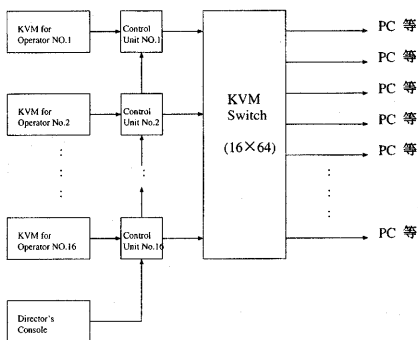 KVM for
Operator NO.1
Control
Unit NO.1
KVM for
Operator No.2
Control
Unit No.2
KVM for
Operator NO.16
Control
Unit No.16
Director's
Console
KVM
Switch
(16×64)
PC 等
PC 等
PC 等
PC 等
PC 等
PC 等